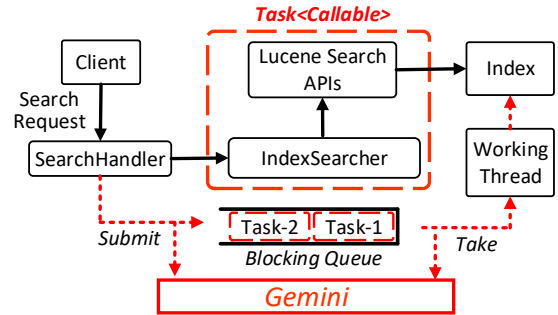 Task<Callable>
Client
Lucene Search
APIs
Index
Search
Request
SearchHandler
IndexSearcher
Working
Thread
Submit
Task-2
Task-1
Take
Blocking Queue
Gemini